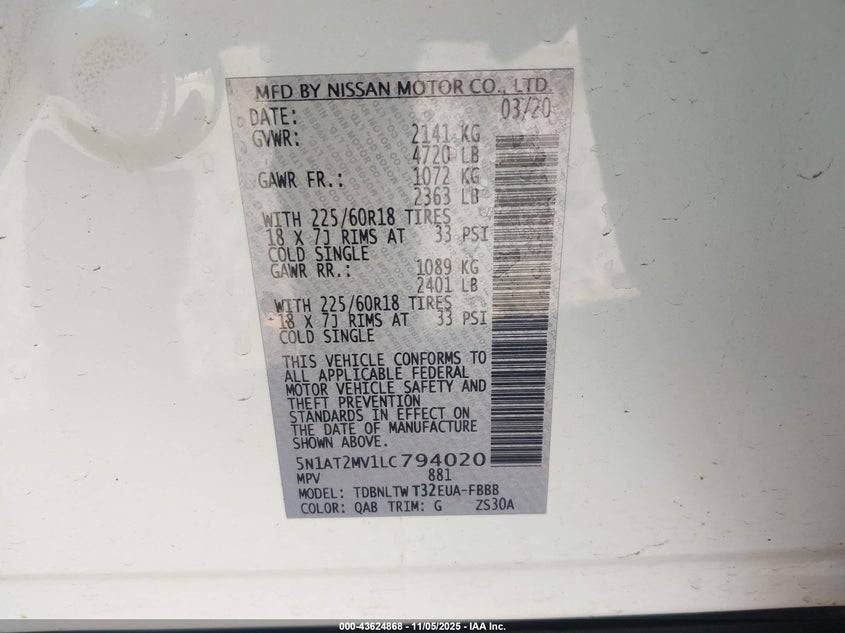 MFD BY NISSAN MOTOR CO., LTD.
DATE: 03/20
GVWR: 2141 KG
4720 LB
GAWR FR.: 1072 KG
2363 LB
WITH 225/60R18 TIRES
18 X 7J RIMS AT 33 PSI
COLD SINGLE
GAWR RR.: 1089 KG
2401 LB
WITH 225/60R18 TIRES
18 X 7J RIMS AT 33 PSI
COLD SINGLE
THIS VEHICLE CONFORMS TO
ALL APPLICABLE FEDERAL
MOTOR VEHICLE SAFETY AND
THEFT PREVENTION
STANDARDS IN EFFECT ON
THE DATE OF MANUFACTURE
SHOWN ABOVE.
5N1AT2MV1LC794020
MPV 881
MODEL: TDBNLTW T32EUA-FBBB
COLOR: QAB TRIM: G ZS30A
000-43624868 - 11/05/2025 - IAA Inc.